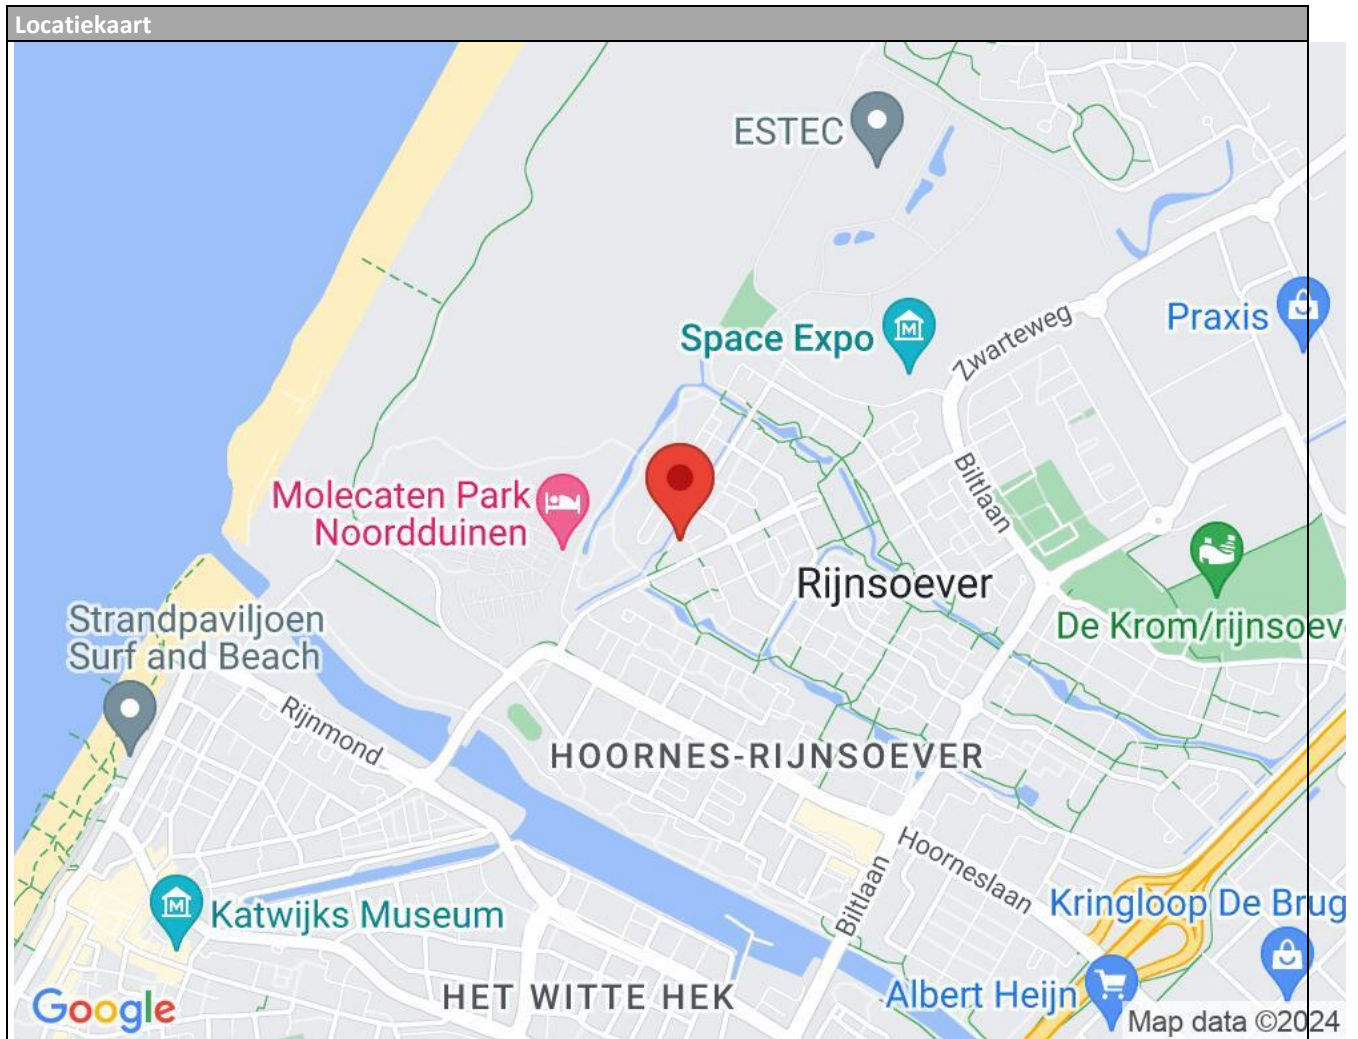 Locatiekaart
ESTEC
Praxis
Space Expo
Zwarteweg
Biltlaan
Molecaten Park
Noordduinen
Rijnsoever
De Krom/rijnsoev
Strandpaviljoen
Surf and Beach
Rijnmond
HOORNES-RIJNSOEVER
Hoorneslaan
Biltlaan
Kringloop De Brug
Katwijks Museum
HET WITTE HEK
Albert Heijn
Google
Map data ©2024